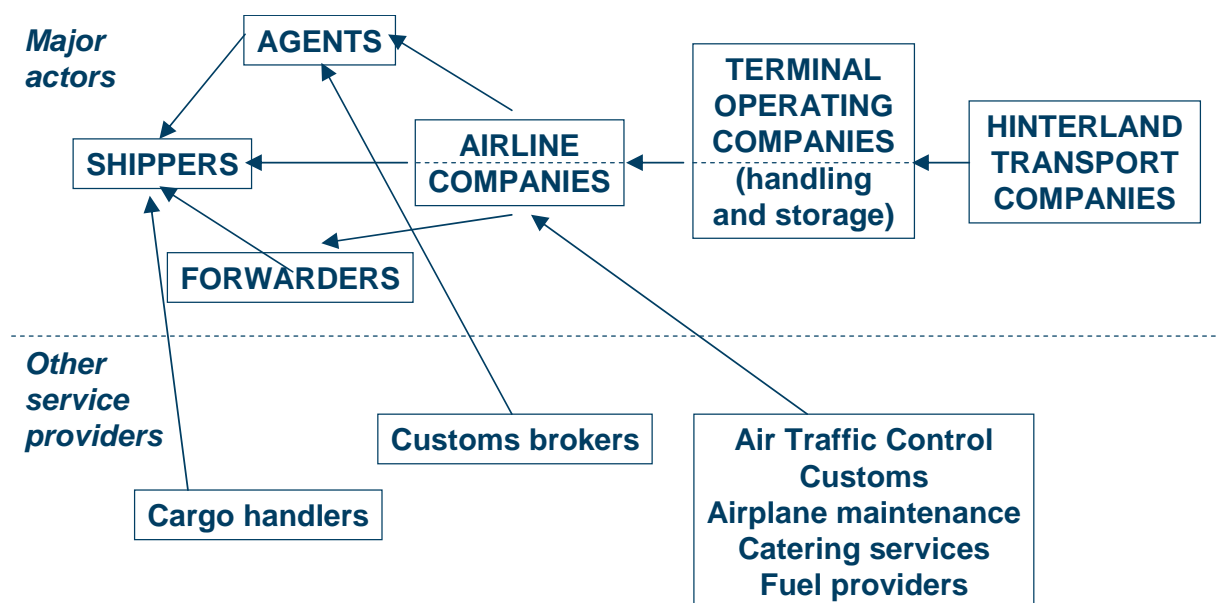 Major
actors
AGENTS
SHIPPERS
AIRLINE
COMPANIES
TERMINAL
OPERATING
COMPANIES
(handling
and storage)
HINTERLAND
TRANSPORT
COMPANIES
FORWARDERS
Other
service
providers
Customs brokers
Cargo handlers
Air Traffic Control
Customs
Airplane maintenance
Catering services
Fuel providers